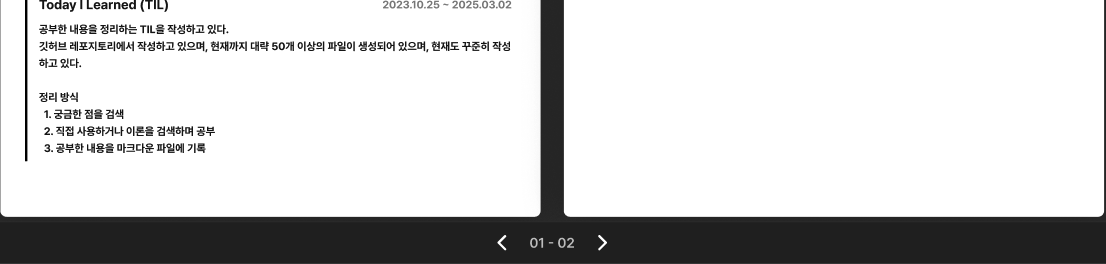 Today I Learned (TIL)
2023.10.25 ~ 2025.03.02
공부한 내용을 정리하는 TIL을 작성하고 있다.
깃허브 레포지토리에서 작성하고 있으며, 현재까지 대략 50개 이상의 파일이 생성되어 있으며, 현재도 꾸준히 작성
하고 있다.
정리 방식
1. 궁금한 점을 검색
2. 직접 사용하거나 이론을 검색하며 공부
3. 공부한 내용을 마크다운 파일에 기록
01 - 02